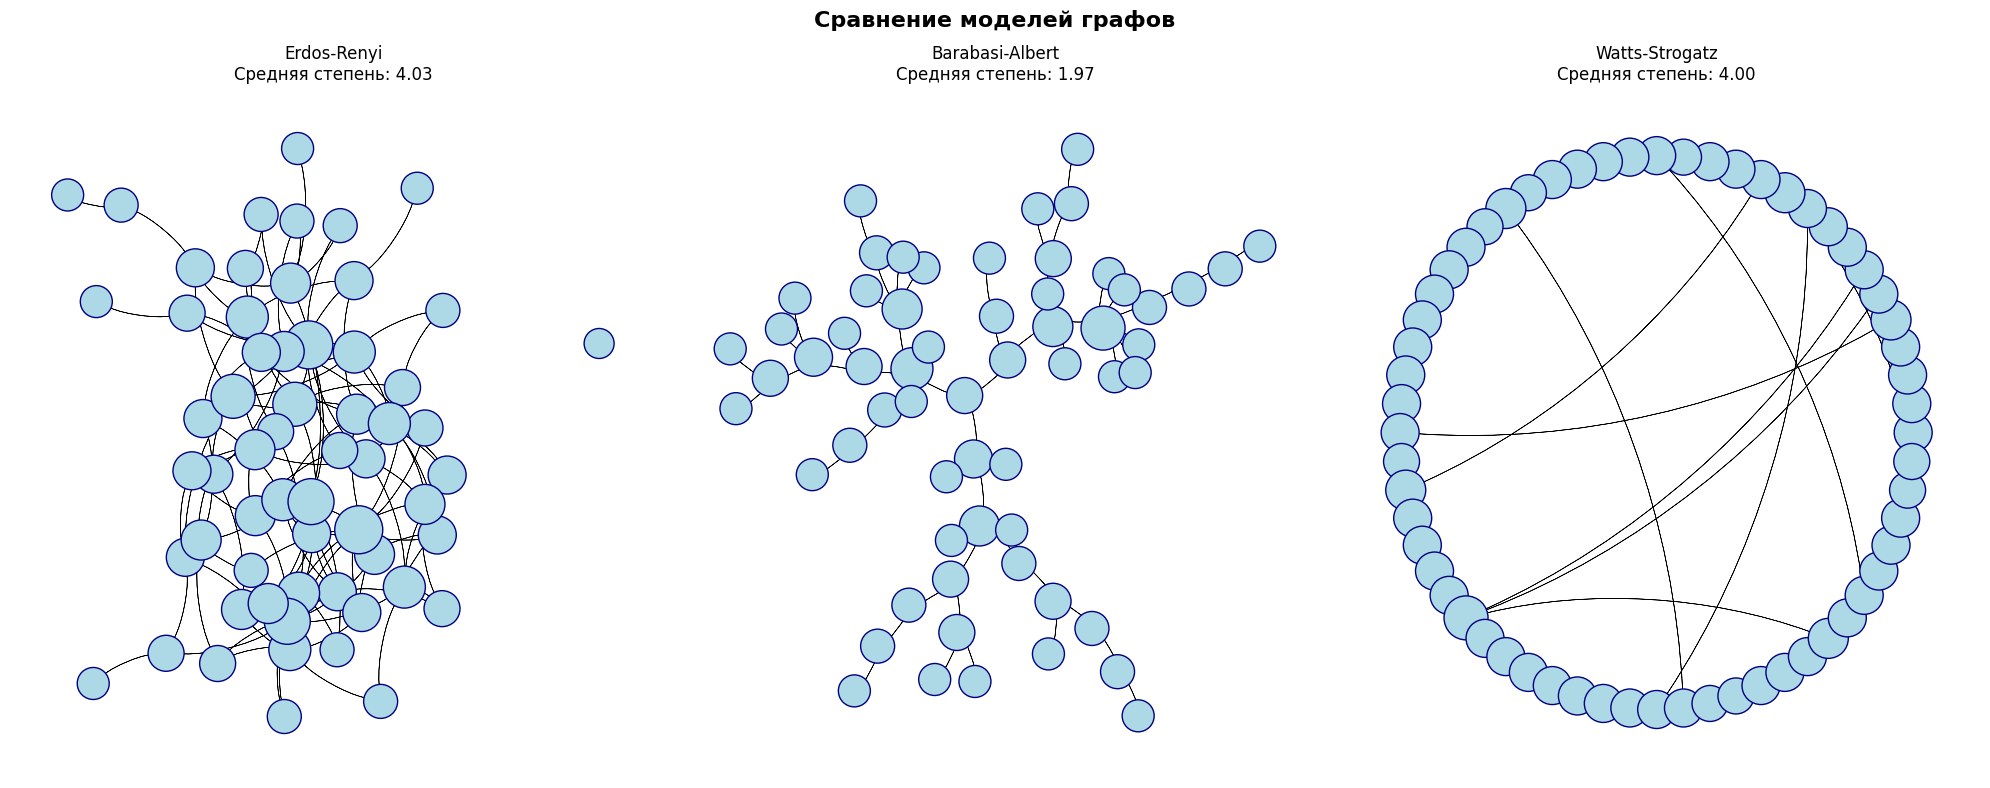 Сравнение моделей графов
Erdos-Renyi
Средняя степень: 4.03
Barabasi-Albert
Средняя степень: 1.97
Watts-Strogatz
Средняя степень: 4.00